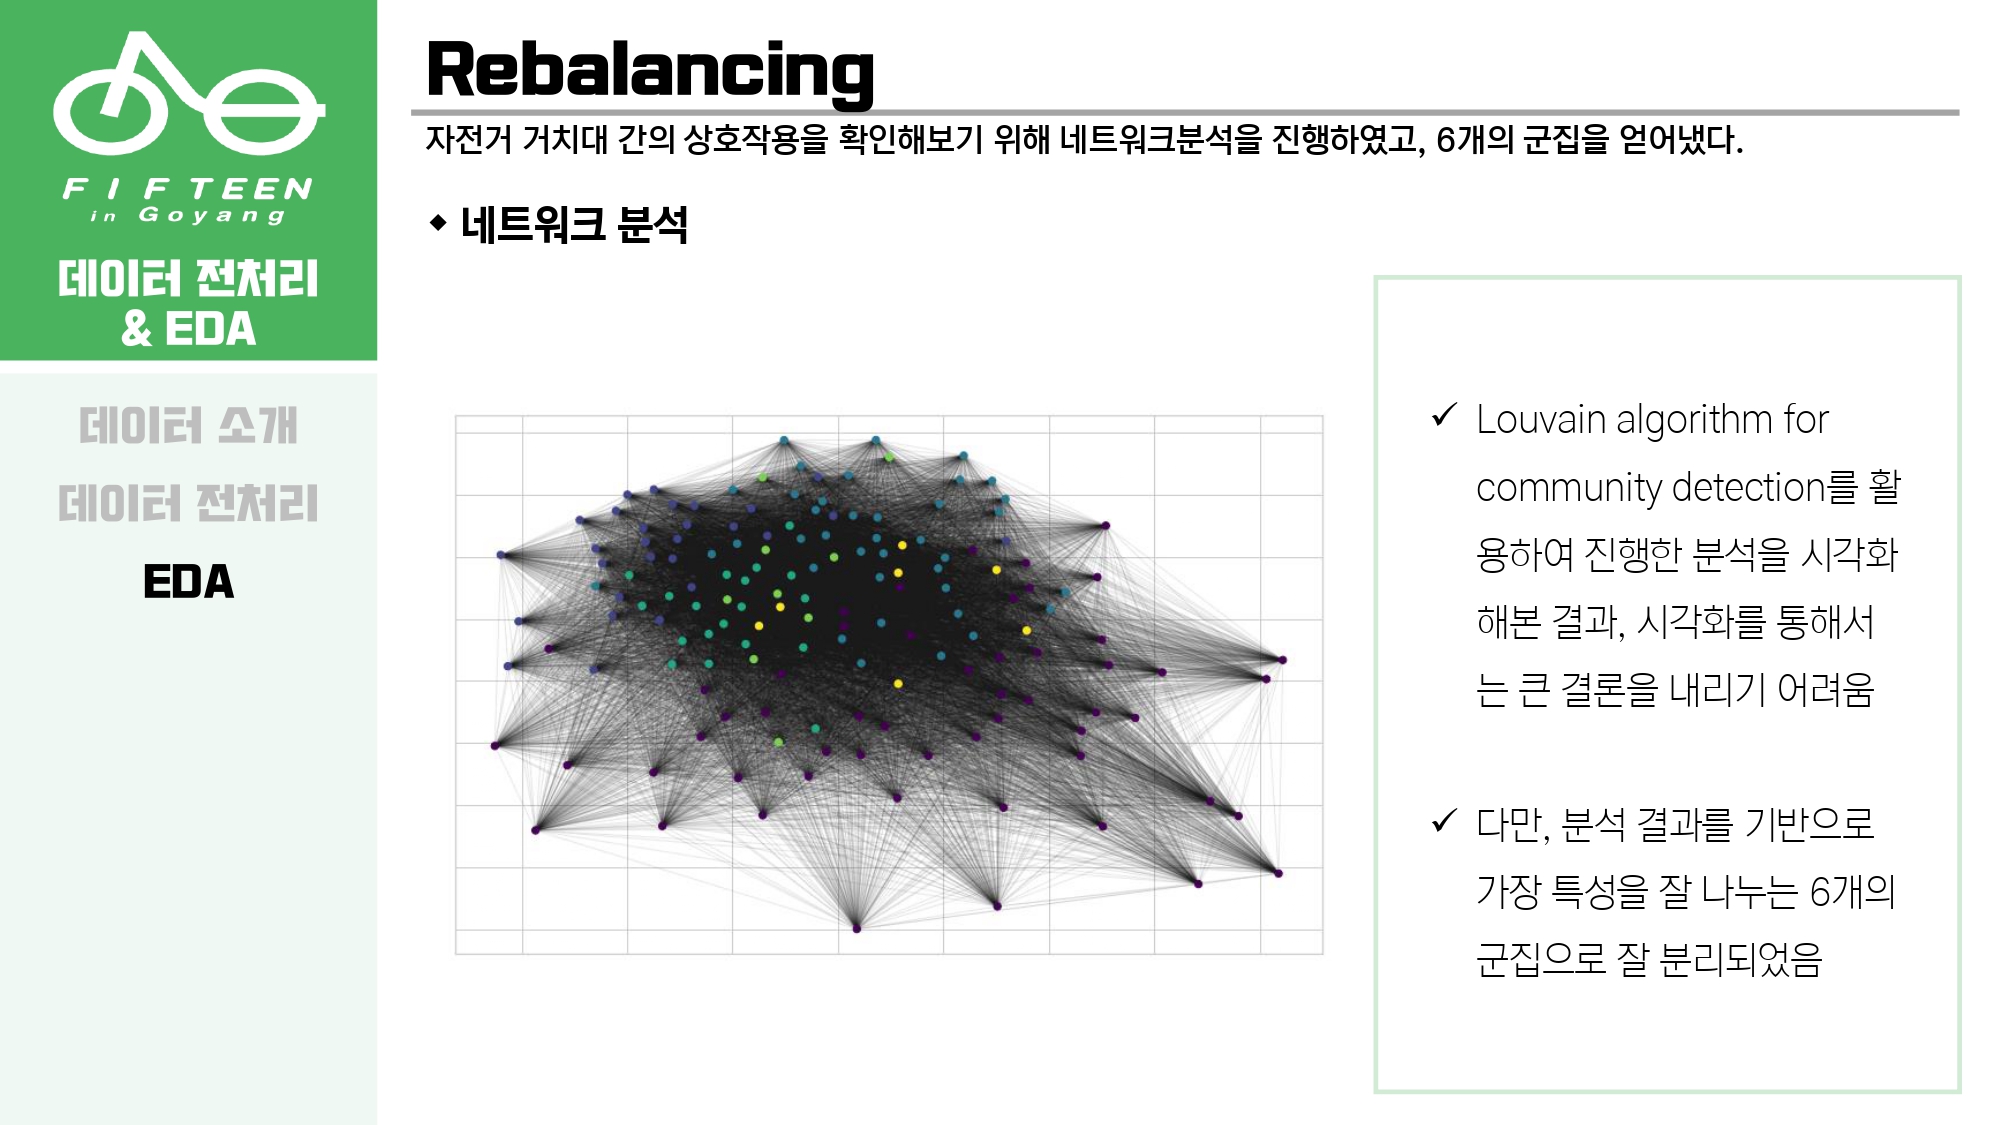 FIFTEEN
in Goyang
데이터 전처리
& EDA
데이터 소개
데이터 전처리
EDA
Rebalancing
자전거 거치대 간의 상호작용을 확인해보기 위해 네트워크분석을 진행하였고, 6개의 군집을 얻어냈다.
◆ 네트워크 분석
✓ Louvain algorithm for
community detection를 활
용하여 진행한 분석을 시각화
해본 결과, 시각화를 통해서
는 큰 결론을 내리기 어려움
✓ 다만, 분석 결과를 기반으로
가장 특성을 잘 나누는 6개의
군집으로 잘 분리되었음